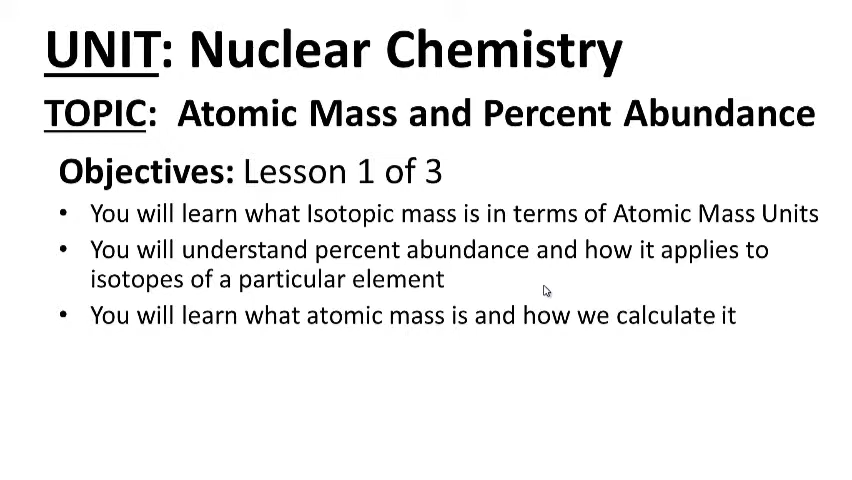 UNIT: Nuclear Chemistry
TOPIC: Atomic Mass and Percent Abundance
Objectives: Lesson 1 of 3
• You will learn what Isotopic mass is in terms of Atomic Mass Units
• You will understand percent abundance and how it applies to
isotopes of a particular element
• You will learn what atomic mass is and how we calculate it